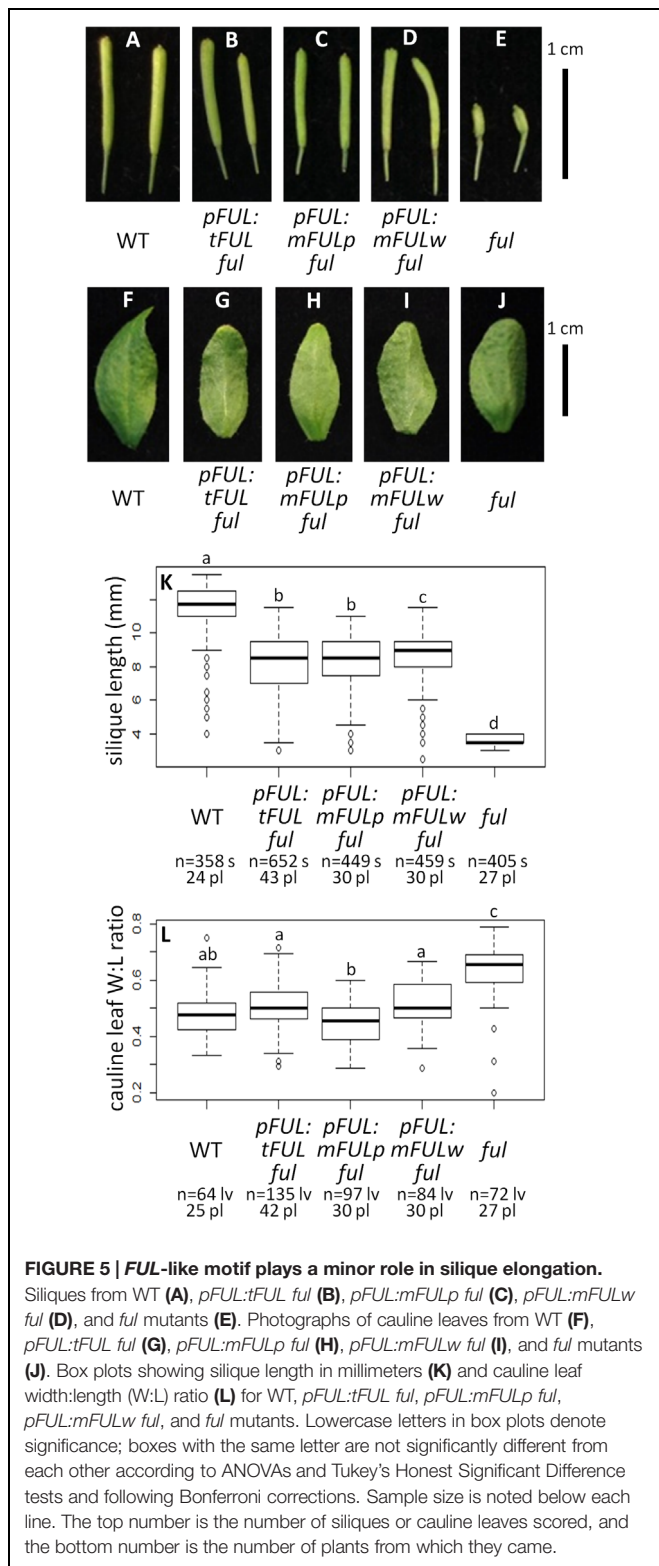 A B C D E
1 cm
WT pFUL: tFUL ful pFUL: mFULp ful pFUL: mFULw ful ful
F G H I J
1 cm
WT pFUL: tFUL ful pFUL: mFULp ful pFUL: mFULw ful ful
K
silique length (mm)
10
8
6
4
a b b c d
WT pFUL: tFUL ful pFUL: mFULp ful pFUL: mFULw ful ful
n=358 s n=652 s n=449 s n=459 s n=405 s
24 pl 43 pl 30 pl 30 pl 27 pl
L
cauline leaf W:L ratio
0.8
0.6
0.4
0.2
ab a b a c
WT pFUL: tFUL ful pFUL: mFULp ful pFUL: mFULw ful ful
n=64 lv n=135 lv n=97 lv n=84 lv n=72 lv
25 pl 42 pl 30 pl 30 pl 27 pl
FIGURE 5 | FUL-like motif plays a minor role in silique elongation.
Siliques from WT (A), pFUL:tFUL ful (B), pFUL:mFULp ful (C), pFUL:mFULw
ful (D), and ful mutants (E). Photographs of cauline leaves from WT (F),
pFUL:tFUL ful (G), pFUL:mFULp ful (H), pFUL:mFULw ful (I), and ful mutants
(J). Box plots showing silique length in millimeters (K) and cauline leaf
width:length (W:L) ratio (L) for WT, pFUL:tFUL ful, pFUL:mFULp ful,
pFUL:mFULw ful, and ful mutants. Lowercase letters in box plots denote
significance; boxes with the same letter are not significantly different from
each other according to ANOVAs and Tukey's Honest Significant Difference
tests and following Bonferroni corrections. Sample size is noted below each
line. The top number is the number of siliques or cauline leaves scored, and
the bottom number is the number of plants from which they came.